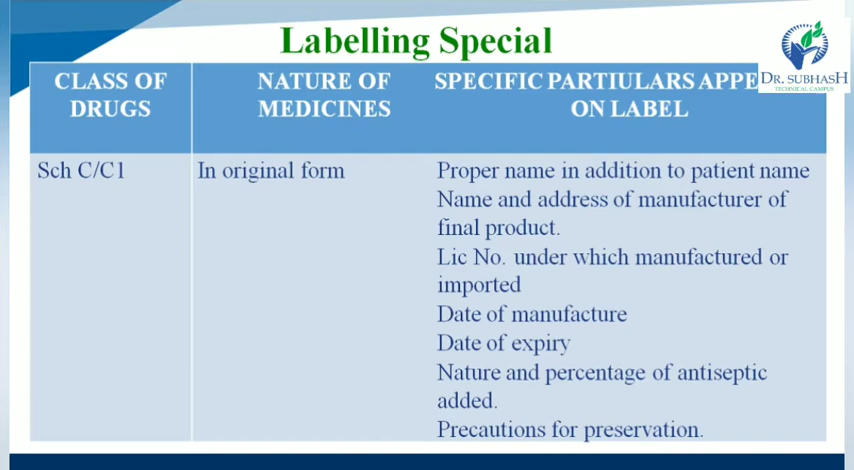 Labelling Special
DR. SUBHASH
TECHNICAL CAMPUS
CLASS OF
DRUGS
NATURE OF
MEDICINES
SPECIFIC PARTIULARS APPE
ON LABEL
Sch C/C1
In original form
Proper name in addition to patient name
Name and address of manufacturer of
final product.
Lic No. under which manufactured or
imported
Date of manufacture
Date of expiry
Nature and percentage of antiseptic
added.
Precautions for preservation.